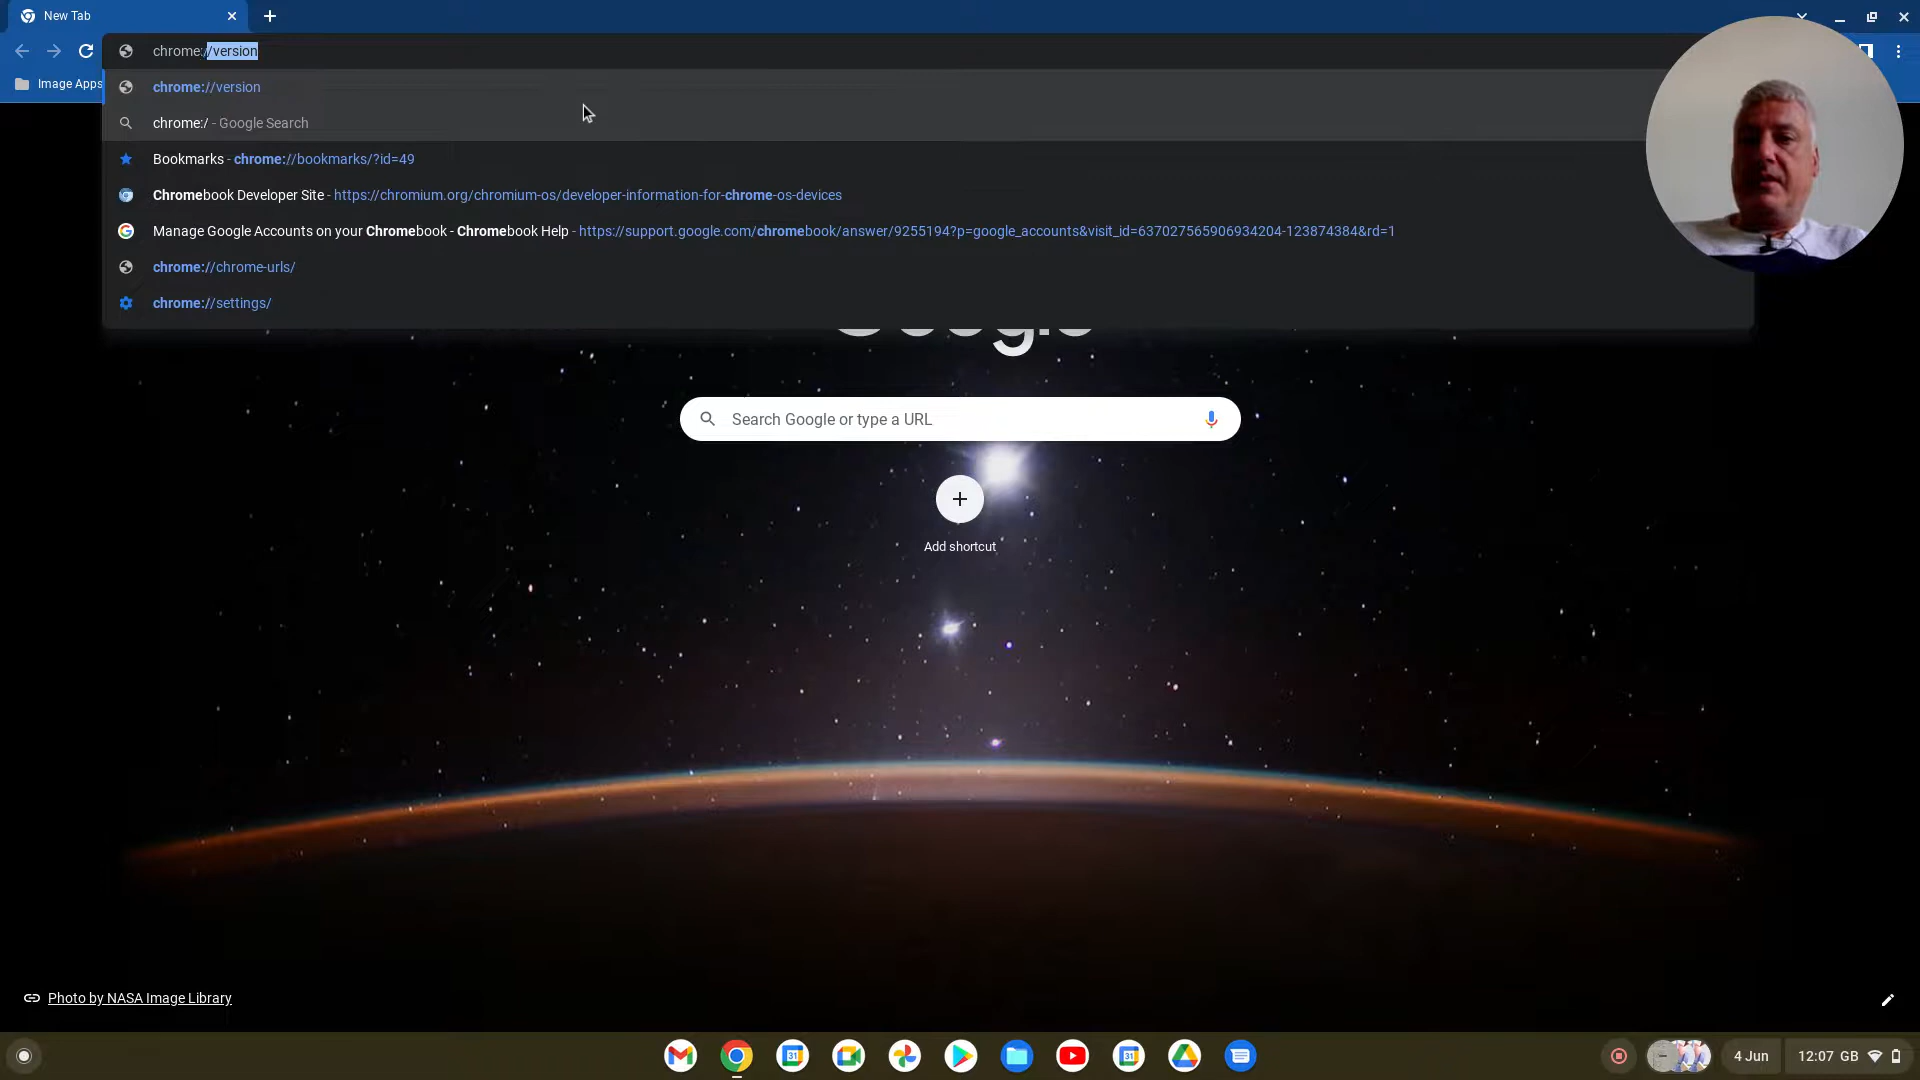 New Tab
chrome://version
Image Apps
chrome://version
chrome:/ - Google Search
Bookmarks - chrome://bookmarks/?id=49
Chromebook Developer Site - https://chromium.org/chromium-os/developer-information-for-chrome-os-devices
Manage Google Accounts on your Chromebook - Chromebook Help - https://support.google.com/chromebook/answer/9255194?p=google_accounts&visit_id=637027565906934204-123874384&rd=1
chrome://chrome-urls/
chrome://settings/
Google
Search Google or type a URL
Add shortcut
Photo by NASA Image Library
31
31
4 Jun
12:07 GB